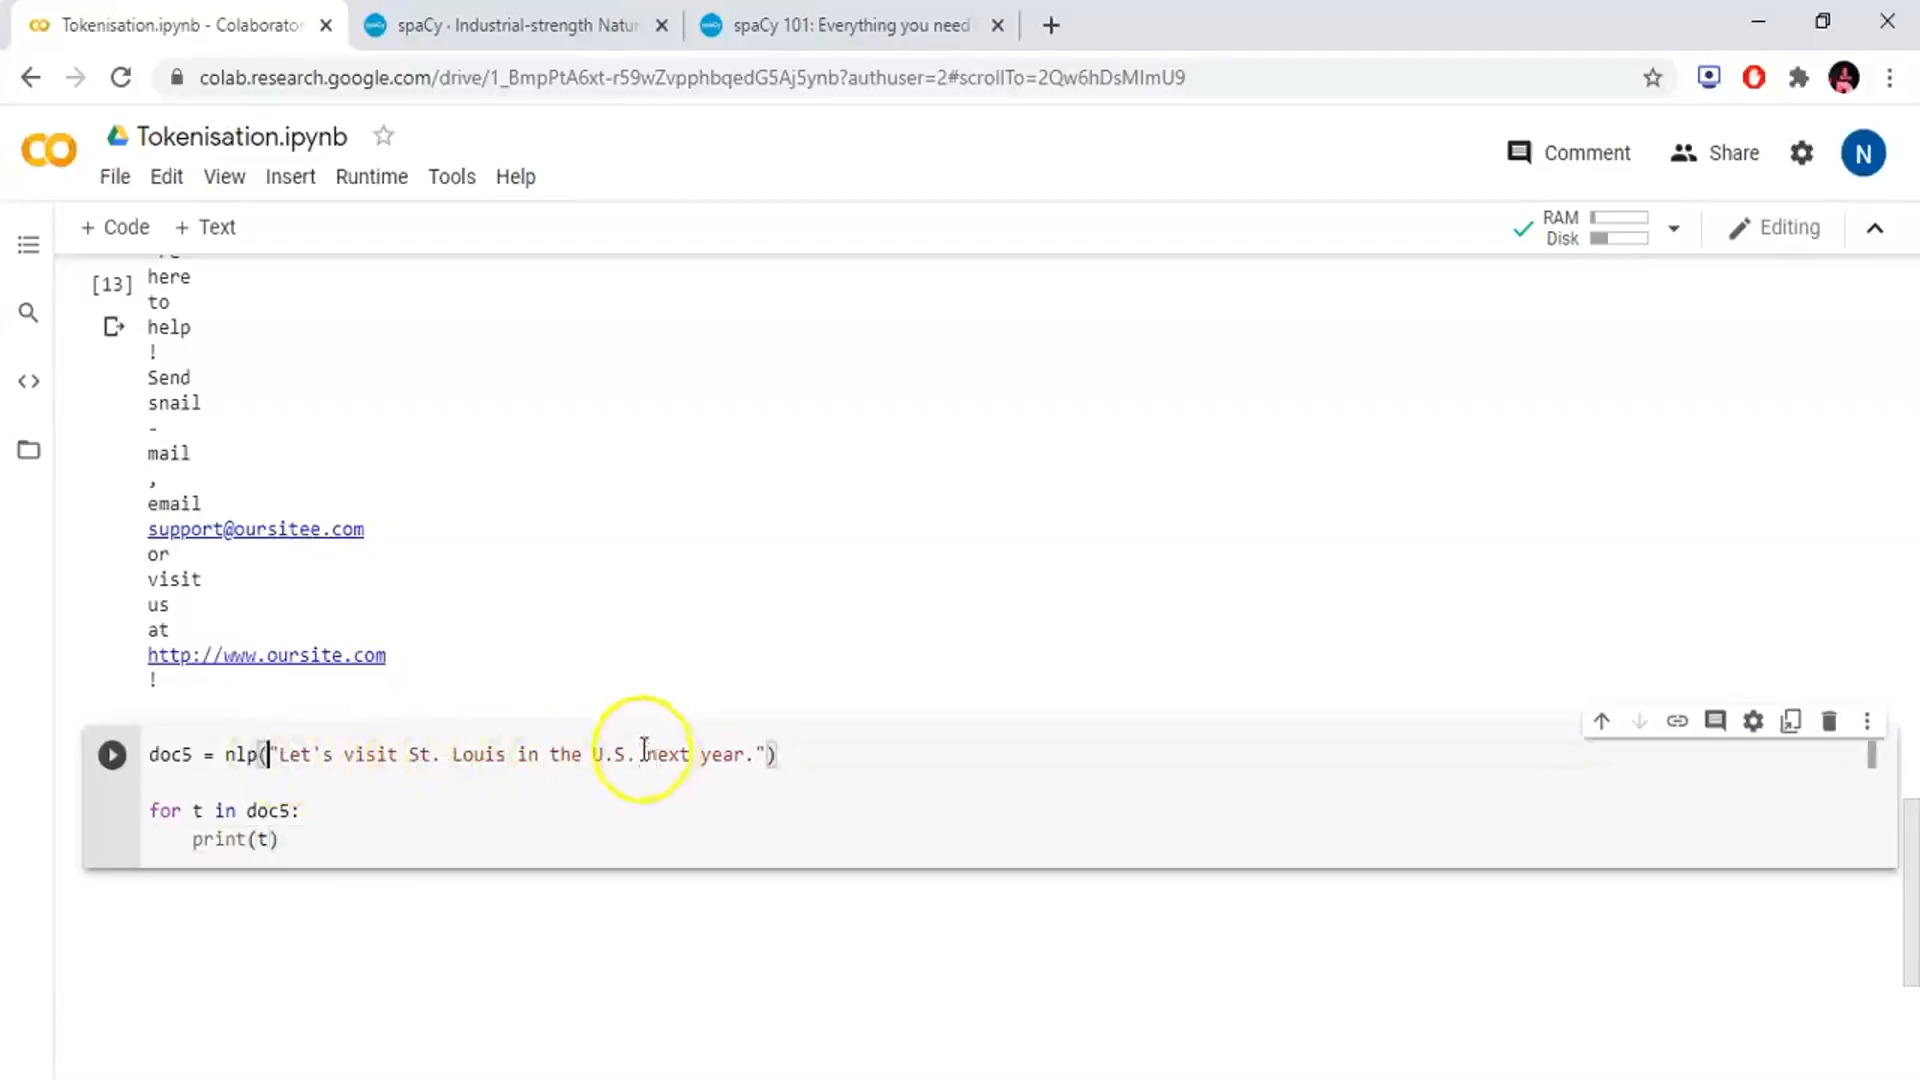 Tokenisation.ipynb - Colaborator
spaCy · Industrial-strength Natur
spaCy 101: Everything you need
colab.research.google.com/drive/1_BmpPtA6xt-r59wZvpphbqedG5Aj5ynb?authuser=2#scrollTo=2Qw6hDsMlmU9
Tokenisation.ipynb
Comment
Share
N
File Edit View Insert Runtime Tools Help
+ Code + Text
RAM
Disk
Editing
[13]
here
to
help
!
Send
snail
-
mail
,
email
support@oursitee.com
or
visit
us
at
http://www.oursite.com
!
doc5 = nlp("Let's visit St. Louis in the U.S. next year.")
for t in doc5:
print(t)